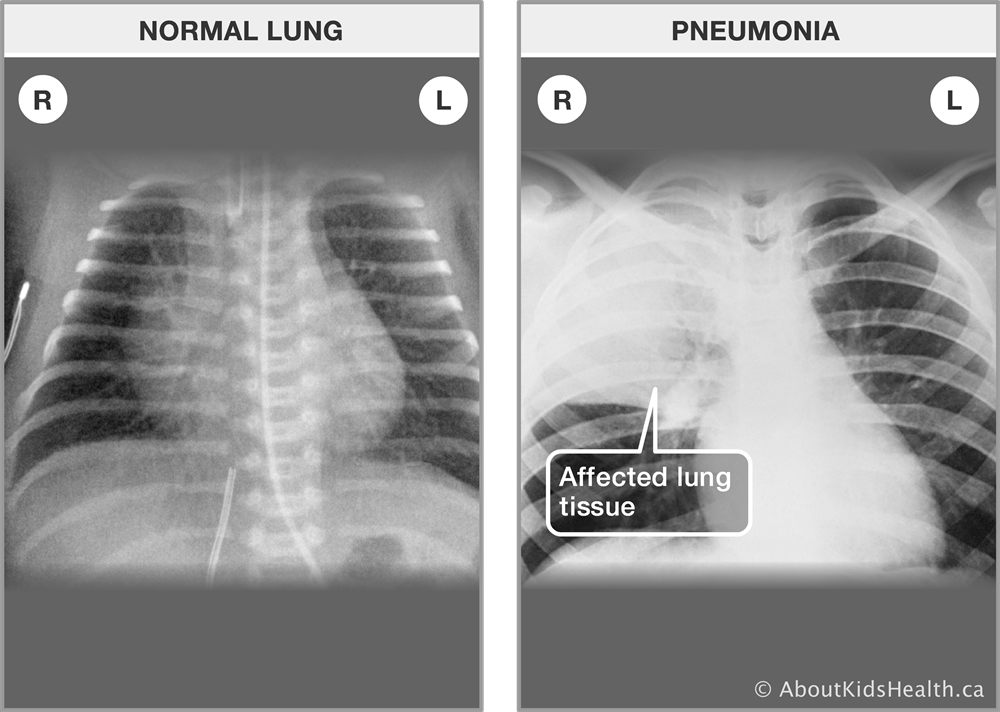 NORMAL LUNG
R
L
PNEUMONIA
R
L
Affected lung
tissue
© AboutKidsHealth.ca